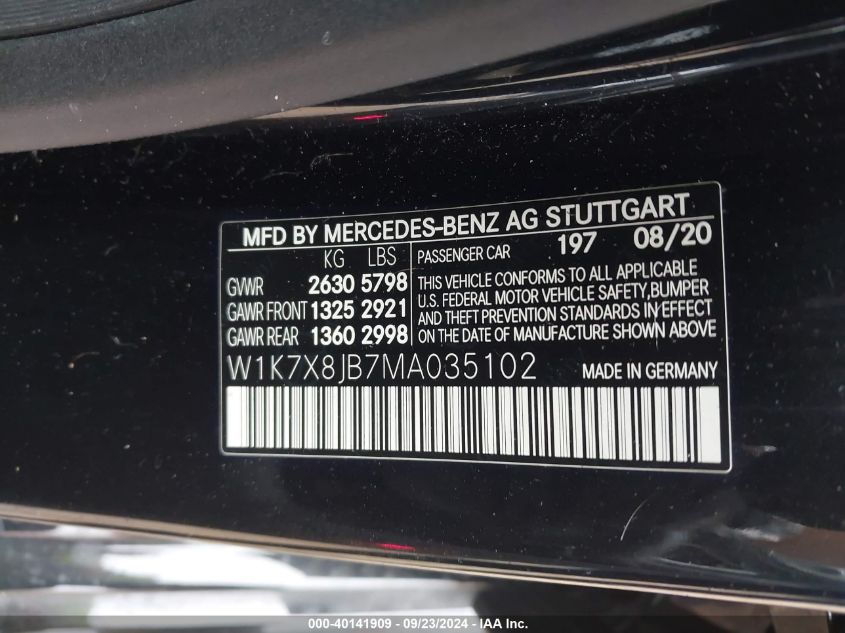 MFD BY MERCEDES-BENZ AG STUTTGART
KG LBS
GVWR 2630 5798
GAWR FRONT 1325 2921
GAWR REAR 1360 2998
PASSENGER CAR 197 08/20
THIS VEHICLE CONFORMS TO ALL APPLICABLE
U.S. FEDERAL MOTOR VEHICLE SAFETY, BUMPER
AND THEFT PREVENTION STANDARDS IN EFFECT
ON THE DATE OF MANUFACTURE SHOWN ABOVE
W1K7X8JB7MA035102
MADE IN GERMANY
000-40141909 - 09/23/2024 - IAA Inc.